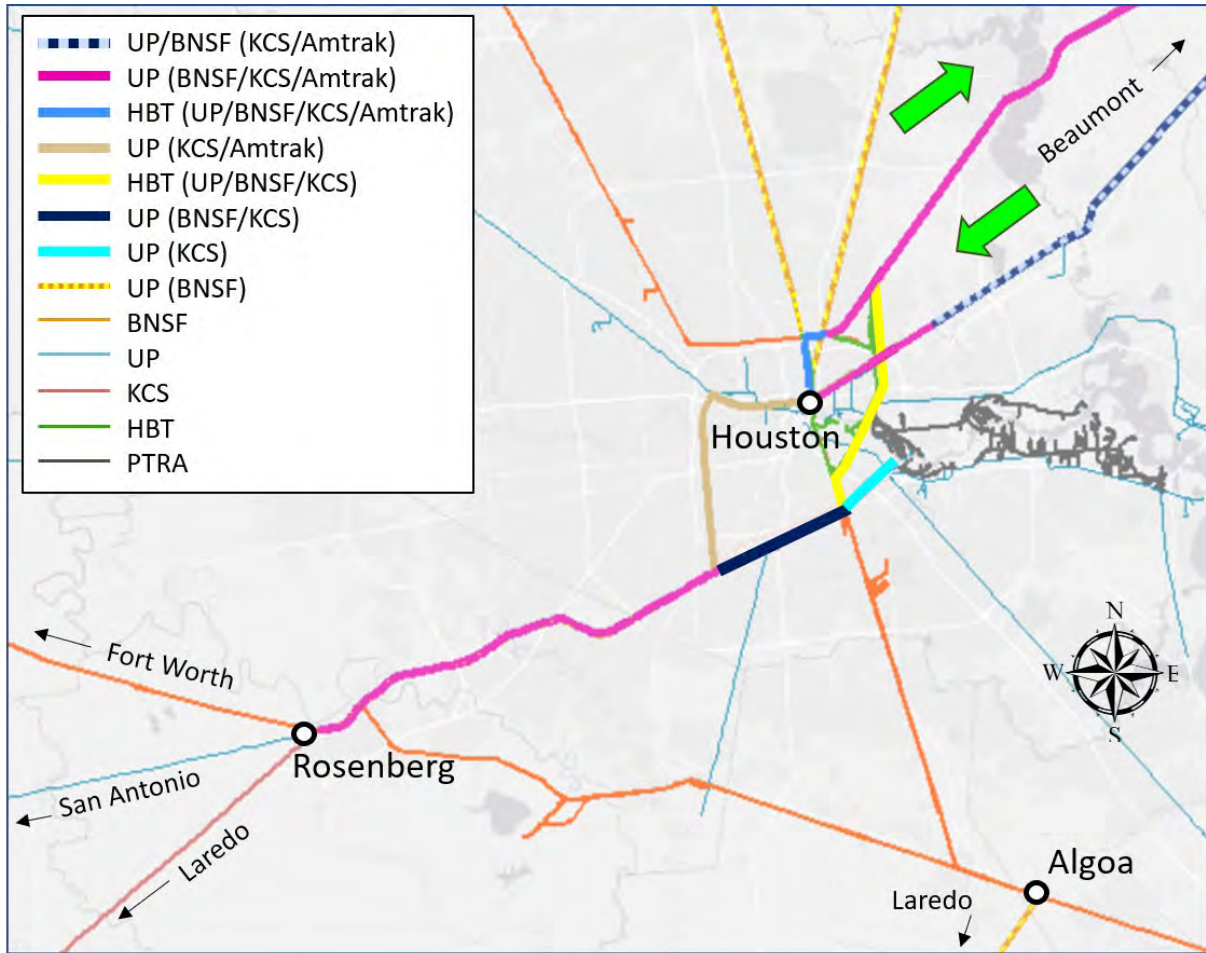 UP/BNSF (KCS/Amtrak)
UP (BNSF/KCS/Amtrak)
HBT (UP/BNSF/KCS/Amtrak)
UP (KCS/Amtrak)
HBT (UP/BNSF/KCS)
UP (BNSF/KCS)
UP (KCS)
UP (BNSF)
BNSF
UP
KCS
HBT
PTRA
Beaumont
Houston
Fort Worth
Rosenberg
San Antonio
Laredo
N
W
E
S
Algoa
Laredo